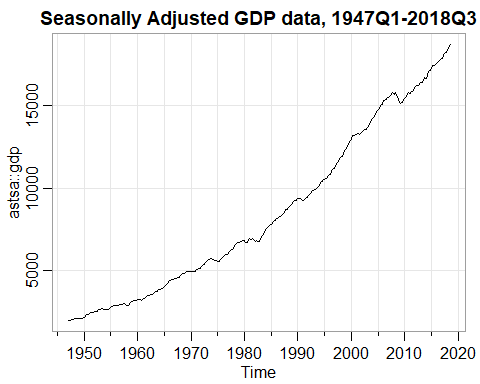 Seasonally Adjusted GDP data, 1947Q1-2018Q3
astsa::gdp
15000
10000
5000
1950 1960 1970 1980 1990 2000 2010 2020
Time